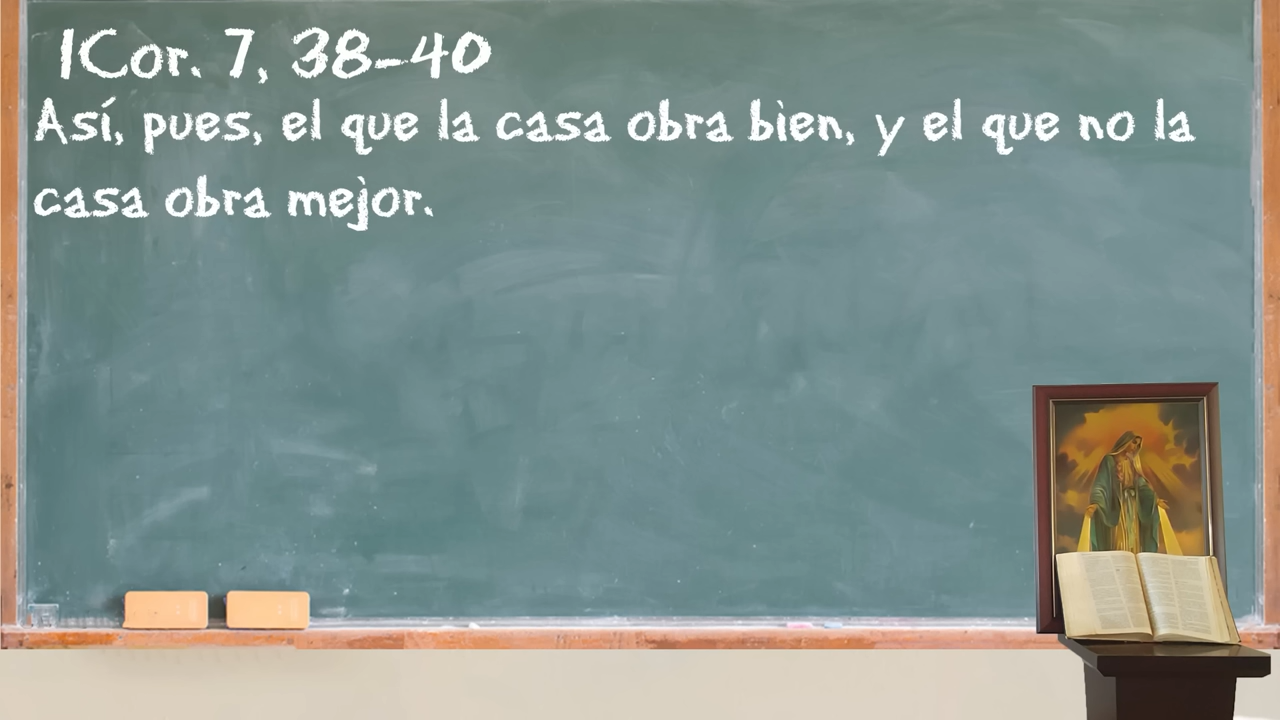 1Cor. 7, 38-40
Así, pues, el que la casa obra bien, y el que no la
casa obra mejor.